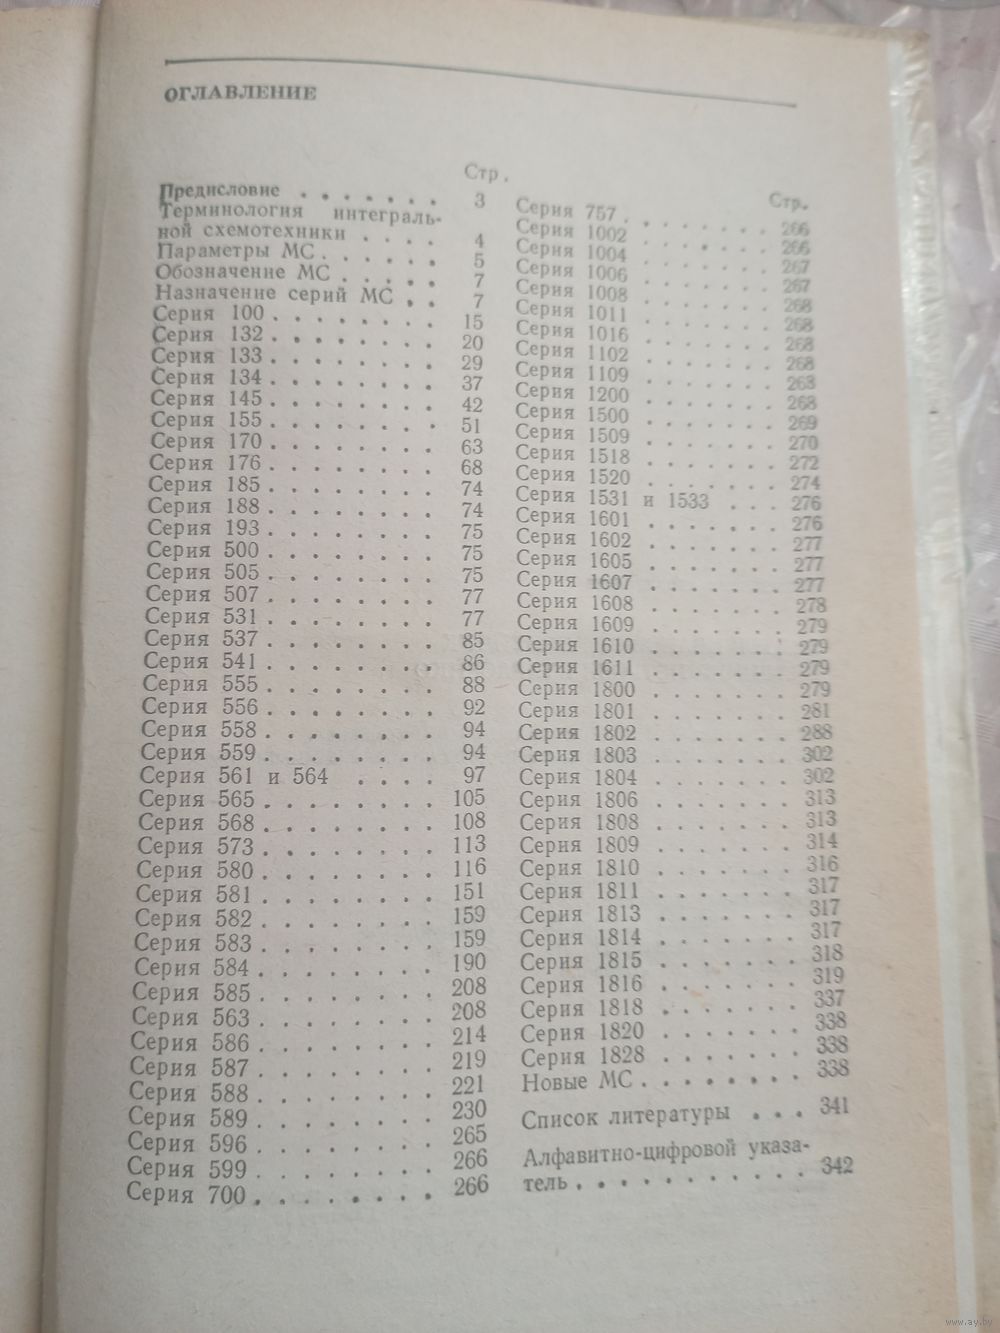 ОГЛАВЛЕНИЕ
Стр.
Предисловие . . . . . . . 3
Терминология интеграль-
ной схемотехники . . . . 4
Параметры МС . . . . . . 5
Обозначение МС . . . . . 7
Назначение серий МС . . 7
Серия 100 . . . . . . . . 15
Серия 132 . . . . . . . . 20
Серия 133 . . . . . . . . 29
Серия 134 . . . . . . . . 37
Серия 145 . . . . . . . . 42
Серия 155 . . . . . . . . 51
Серия 170 . . . . . . . . 63
Серия 176 . . . . . . . . 68
Серия 185 . . . . . . . . 74
Серия 188 . . . . . . . . 74
Серия 193 . . . . . . . . 75
Серия 500 . . . . . . . . 75
Серия 505 . . . . . . . . 75
Серия 507 . . . . . . . . 77
Серия 531 . . . . . . . . 77
Серия 537 . . . . . . . . 85
Серия 541 . . . . . . . . 86
Серия 555 . . . . . . . . 88
Серия 556 . . . . . . . . 92
Серия 558 . . . . . . . . 94
Серия 559 . . . . . . . . 94
Серия 561 и 564 . . . . 97
Серия 565 . . . . . . . . 105
Серия 568 . . . . . . . . 108
Серия 573 . . . . . . . . 113
Серия 580 . . . . . . . . 116
Серия 581 . . . . . . . . 151
Серия 582 . . . . . . . . 159
Серия 583 . . . . . . . . 159
Серия 584 . . . . . . . . 190
Серия 585 . . . . . . . . 208
Серия 563 . . . . . . . . 208
Серия 586 . . . . . . . . 214
Серия 587 . . . . . . . . 219
Серия 588 . . . . . . . . 221
Серия 589 . . . . . . . . 230
Серия 596 . . . . . . . . 265
Серия 599 . . . . . . . . 266
Серия 700 . . . . . . . . 266
Стр.
Серия 757 . . . . . . . . 266
Серия 1002 . . . . . . . 266
Серия 1004 . . . . . . . 267
Серия 1006 . . . . . . . 267
Серия 1008 . . . . . . . 268
Серия 1011 . . . . . . . 268
Серия 1016 . . . . . . . 268
Серия 1102 . . . . . . . 268
Серия 1109 . . . . . . . 268
Серия 1200 . . . . . . . 268
Серия 1500 . . . . . . . 269
Серия 1509 . . . . . . . 270
Серия 1518 . . . . . . . 272
Серия 1520 . . . . . . . 274
Серия 1531 и 1533 . . . 276
Серия 1601 . . . . . . . 276
Серия 1602 . . . . . . . 277
Серия 1605 . . . . . . . 277
Серия 1607 . . . . . . . 277
Серия 1608 . . . . . . . 278
Серия 1609 . . . . . . . 279
Серия 1610 . . . . . . . 279
Серия 1611 . . . . . . . 279
Серия 1800 . . . . . . . 279
Серия 1801 . . . . . . . 281
Серия 1802 . . . . . . . 288
Серия 1803 . . . . . . . 302
Серия 1804 . . . . . . . 302
Серия 1806 . . . . . . . 313
Серия 1808 . . . . . . . 313
Серия 1809 . . . . . . . 314
Серия 1810 . . . . . . . 316
Серия 1811 . . . . . . . 317
Серия 1813 . . . . . . . 317
Серия 1814 . . . . . . . 317
Серия 1815 . . . . . . . 318
Серия 1816 . . . . . . . 319
Серия 1818 . . . . . . . 337
Серия 1820 . . . . . . . 338
Серия 1828 . . . . . . . 338
Новые МС . . . . . . . . 338
Список литературы . . . 341
Алфавитно-цифровой указа-
тель . . . . . . . . . . . 342
www.ay.by